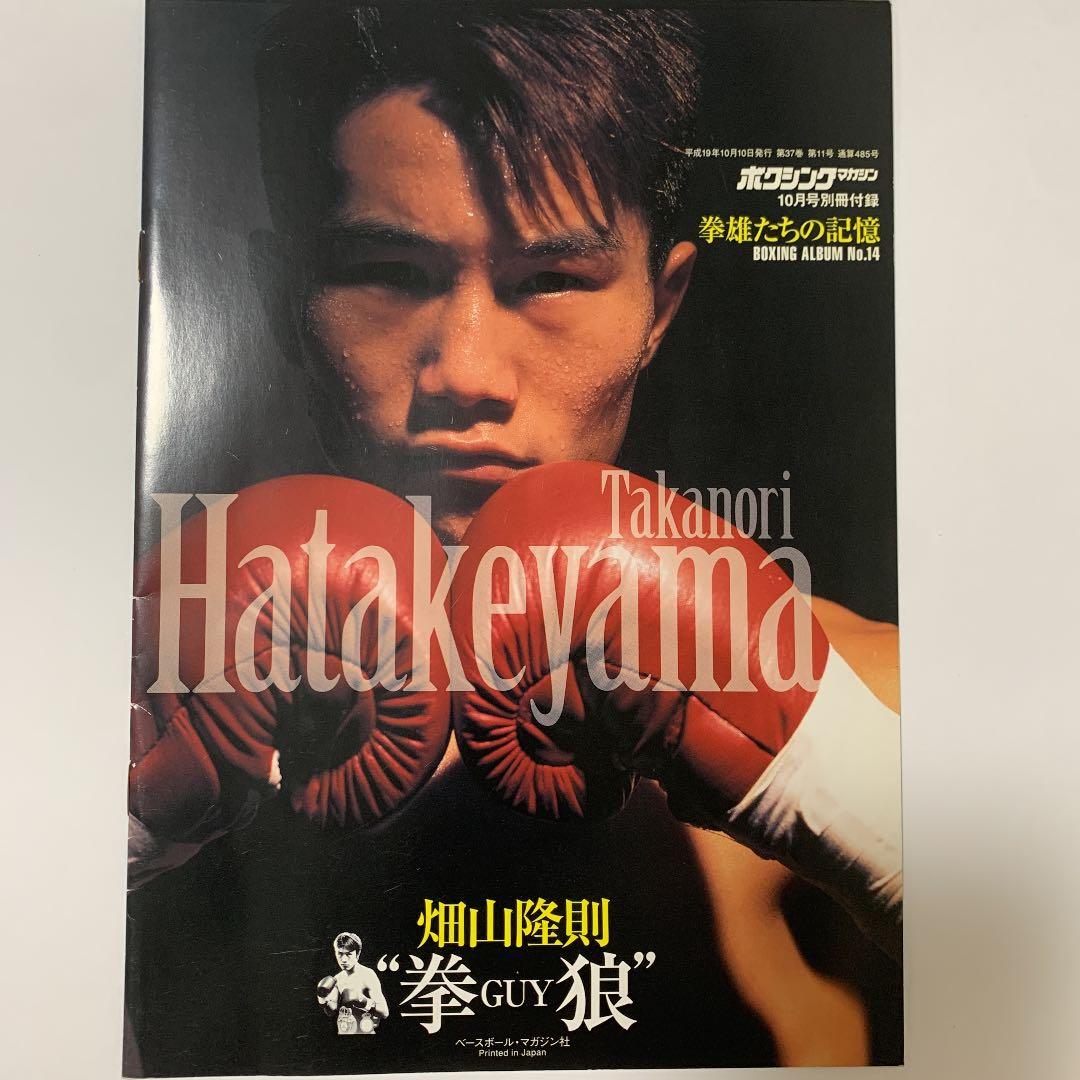 平成19年10月10日発行 第37巻 第11号 通算485号
ボクシングマガジン
10月号別冊付録
拳雄たちの記憶
BOXING ALBUM No.14
Takanori
Hatakeyama
畑山隆則
“拳GUY狼”
ベースボール・マガジン社
Printed in Japan